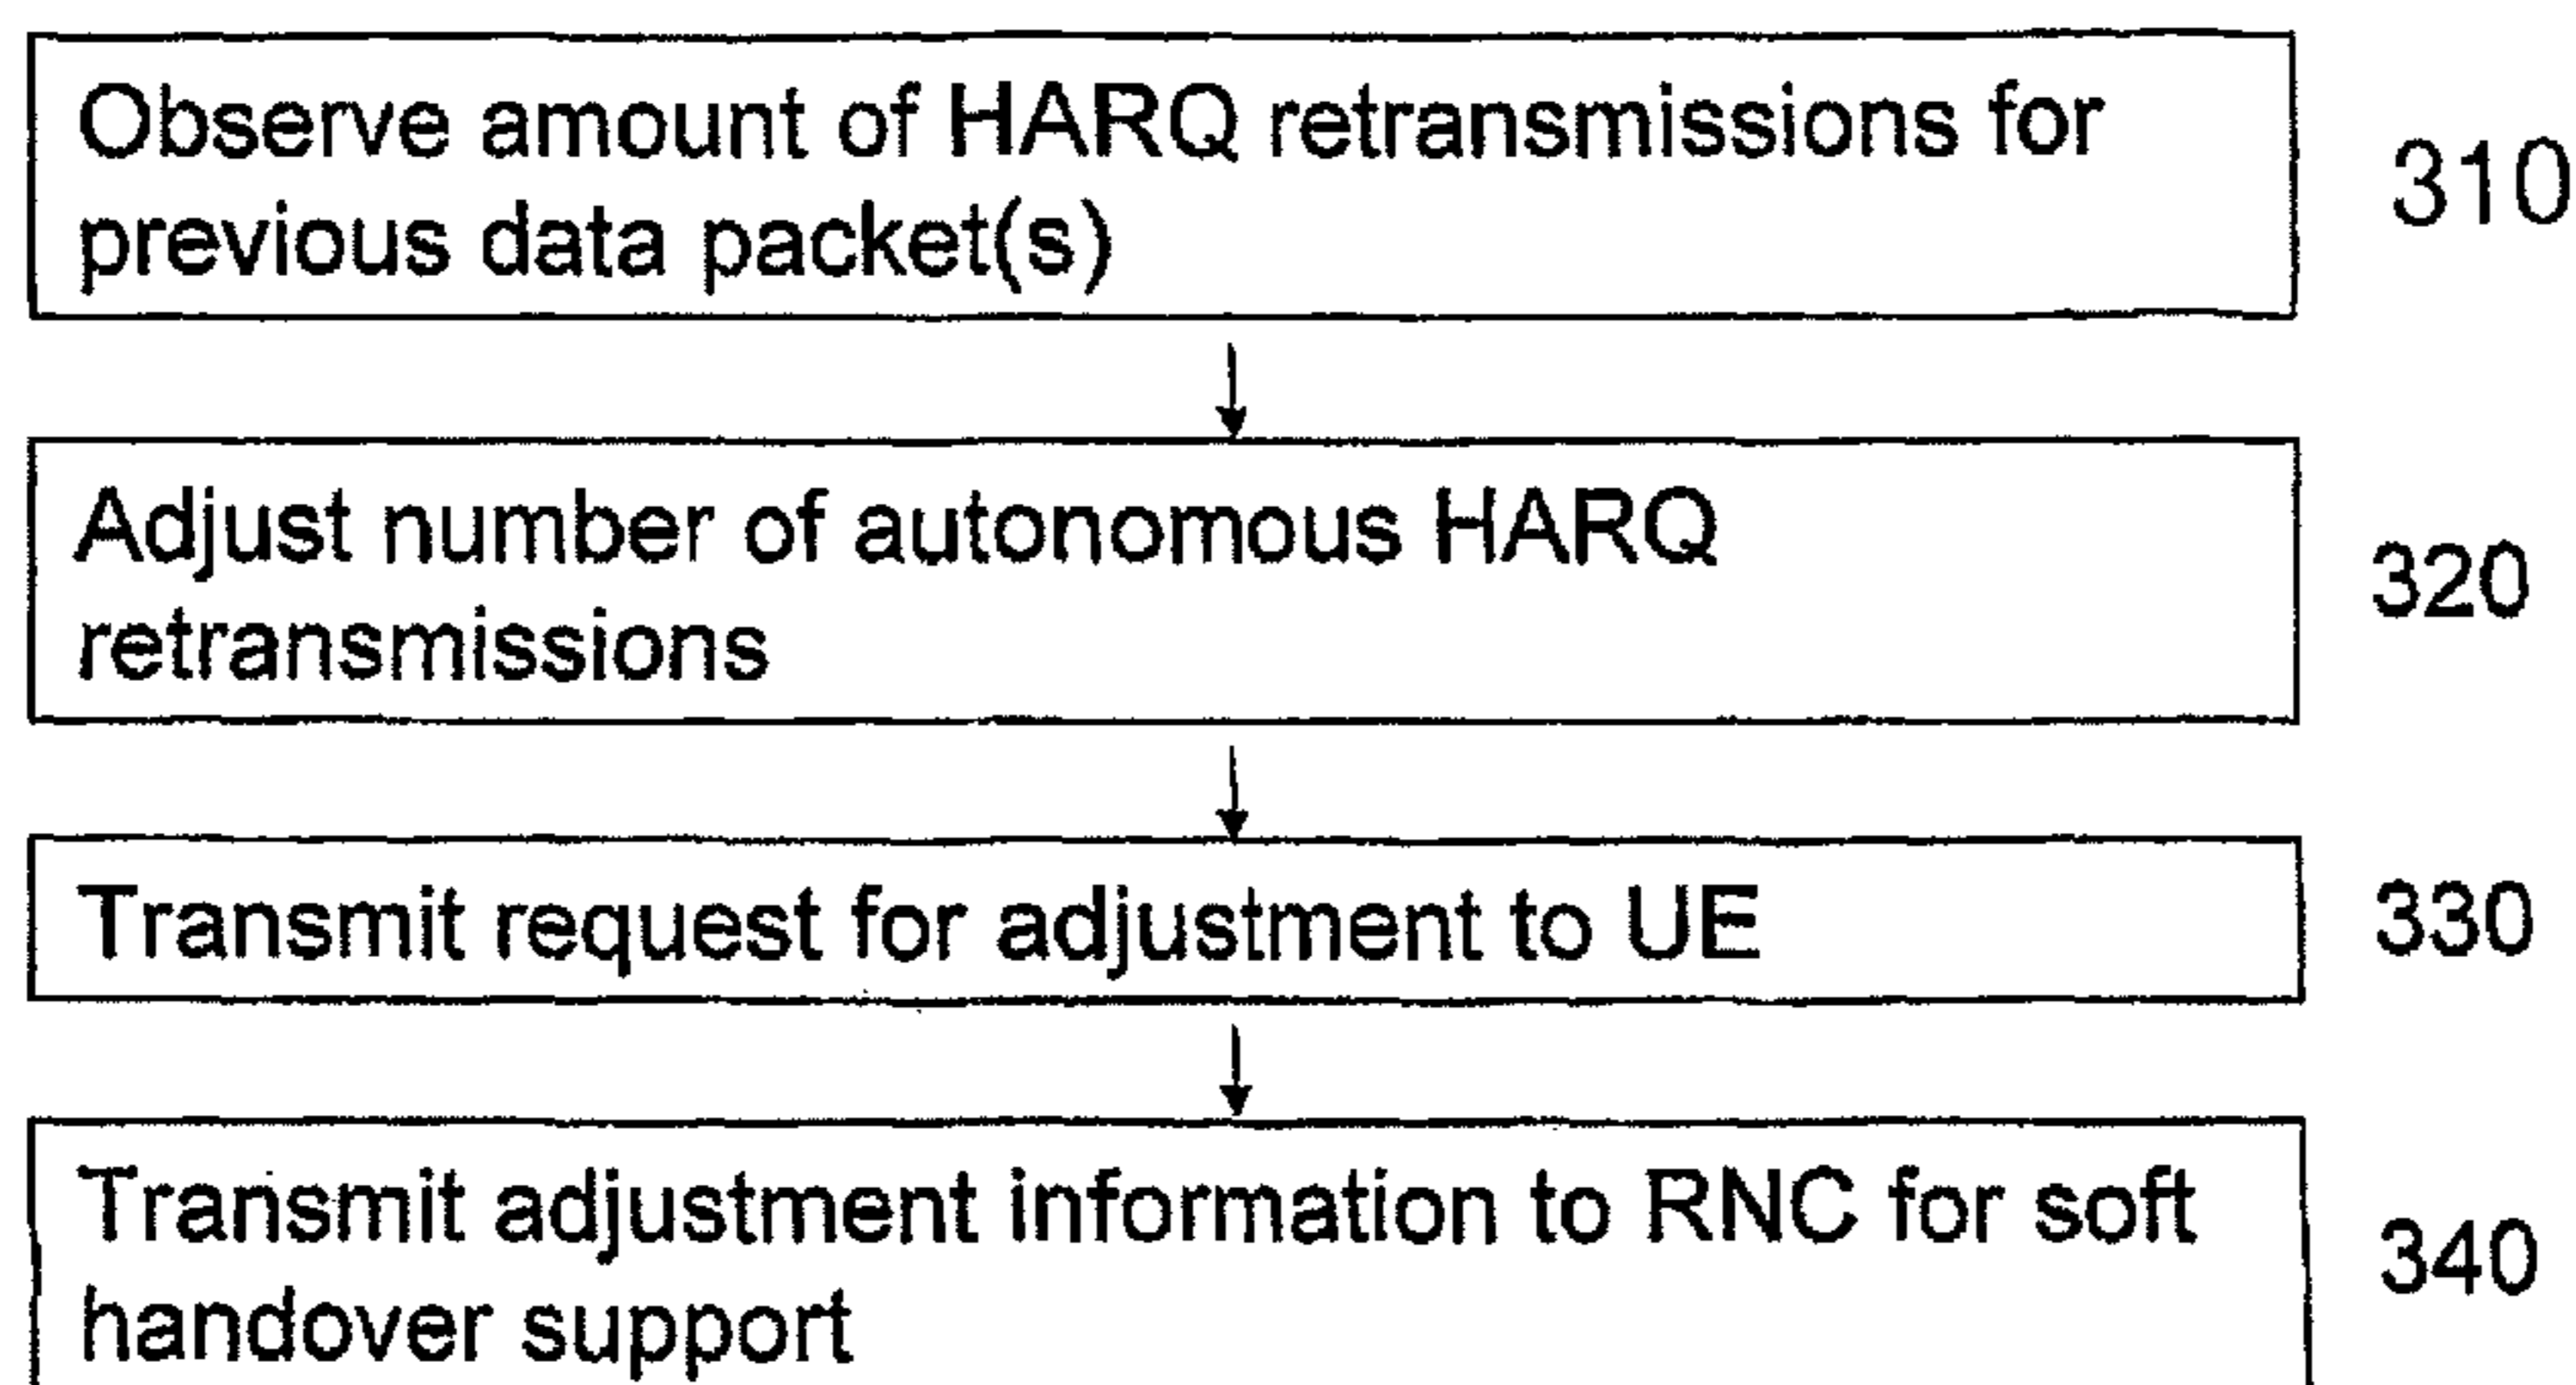 Observe amount of HARQ retransmissions for
previous data packet(s)
310
Adjust number of autonomous HARQ
retransmissions
320
Transmit request for adjustment to UE
330
Transmit adjustment information to RNC for soft
handover support
340